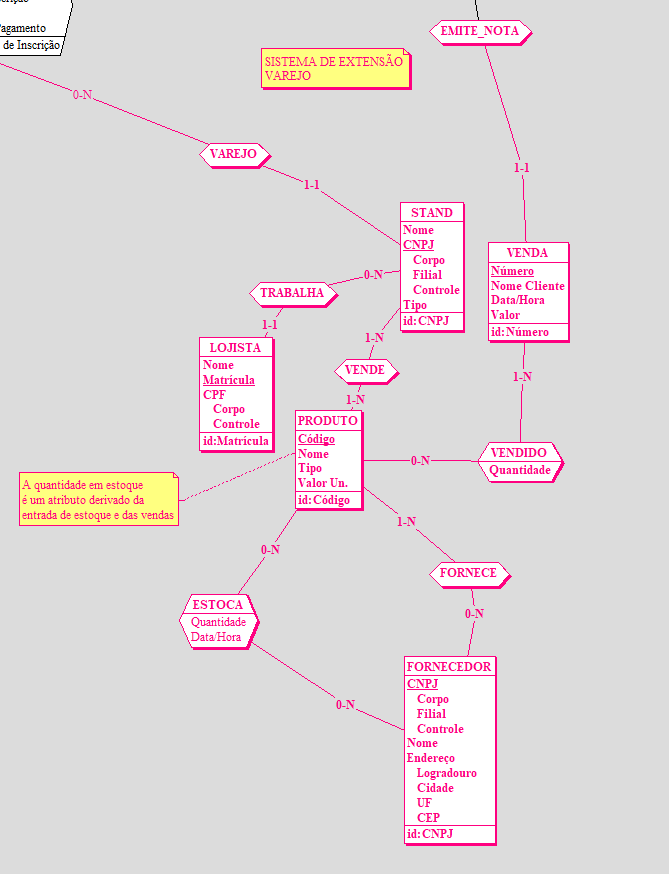 Pagamento
de Inscrição
EMITE_NOTA
SISTEMA DE EXTENSÃO
VAREJO
0-N
VAREJO
1-1
1-1
STAND
Nome
CNPJ
Corpo
Filial
Controle
Tipo
id:CNPJ
VENDA
Número
Nome Cliente
Data/Hora
Valor
id:Número
0-N
TRABALHA
1-1
LOJISTA
Nome
Matrícula
CPF
Corpo
Controle
id:Matrícula
1-N
VENDE
1-N
1-N
PRODUTO
Código
Nome
Tipo
Valor Un.
id:Código
0-N
VENDIDO
Quantidade
A quantidade em estoque
é um atributo derivado da
entrada de estoque e das vendas
1-N
0-N
FORNECE
0-N
ESTOCA
Quantidade
Data/Hora
0-N
FORNECEDOR
CNPJ
Corpo
Filial
Controle
Nome
Endereço
Logradouro
Cidade
UF
CEP
id:CNPJ